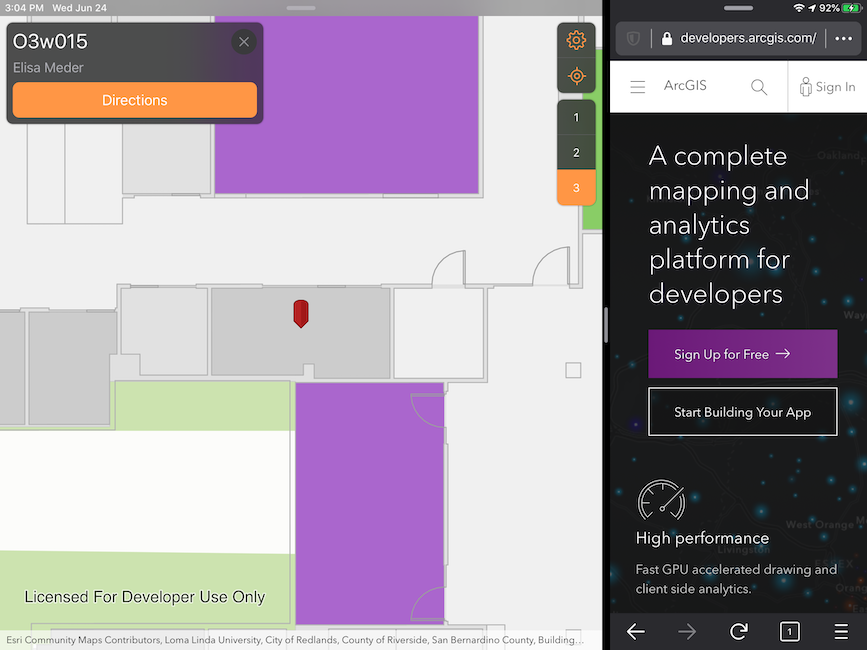 3:04 PM Wed Jun 24
92%
O3w015
Elisa Meder
Directions
1
2
3
Licensed For Developer Use Only
Esri Community Maps Contributors, Loma Linda University, City of Redlands, County of Riverside, San Bernardino County, Building...
developers.arcgis.com/
ArcGIS
Sign In
Oakland,
A complete
mapping and
analytics
platform for
developers
Way
Sign Up for Free
Start Building Your App
West Orange
High performance
Livingston
ESSEX
Orang
Fast GPU accelerated drawing and
client side analytics.
1